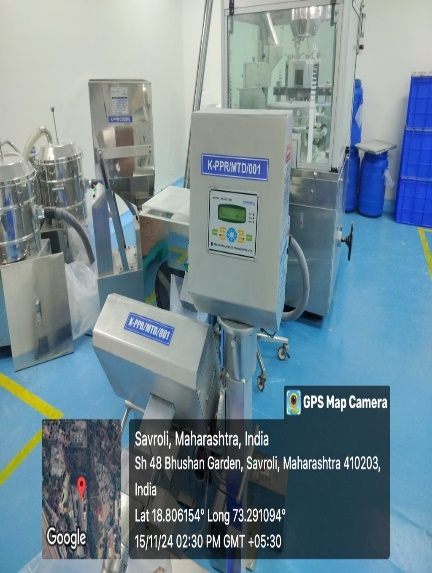 K-PPR/MTD/001
K-PPR/MTD/001
GPS Map Camera
Savroli, Maharashtra, India
Sh 48 Bhushan Garden, Savroli, Maharashtra 410203,
India
Lat 18.806154° Long 73.291094°
15/11/24 02:30 PM GMT +05:30
Google